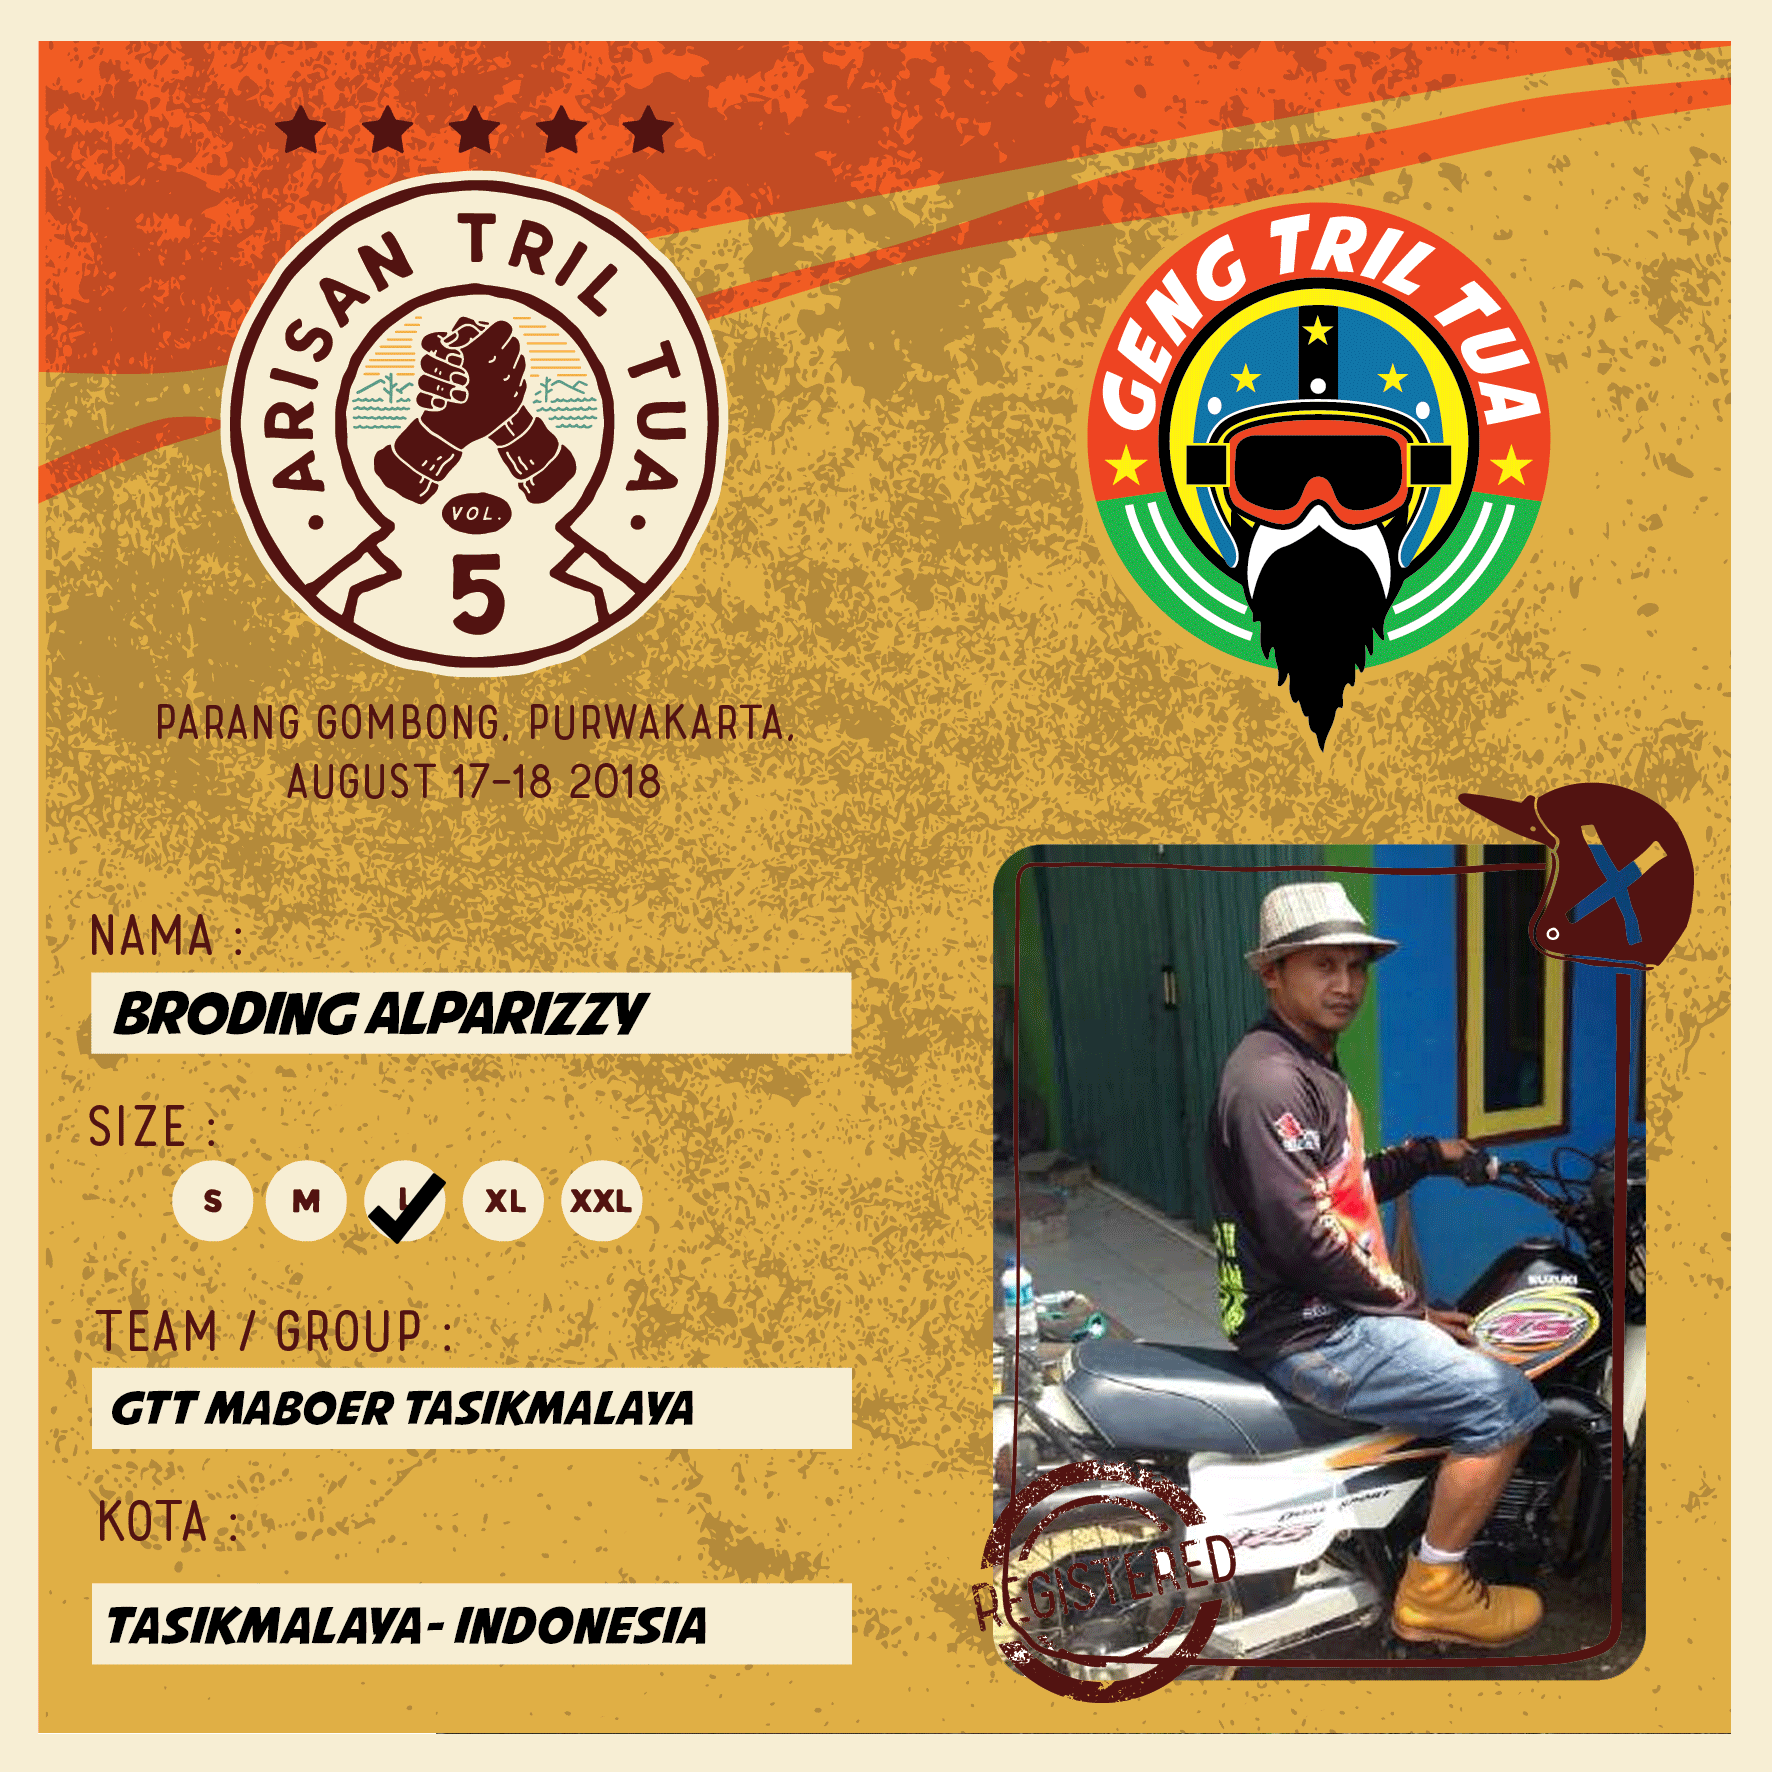 ARISAN TRIL TUA
VOL.
5
GENG TRIL TUA
PARANG GOMBONG, PURWAKARTA,
AUGUST 17-18 2018
NAMA :
BRODING ALPARIZZY
SIZE :
S M L XL XXL
TEAM / GROUP :
GTT MABOER TASIKMALAYA
KOTA :
TASIKMALAYA- INDONESIA
SUZUKI
REGISTERED